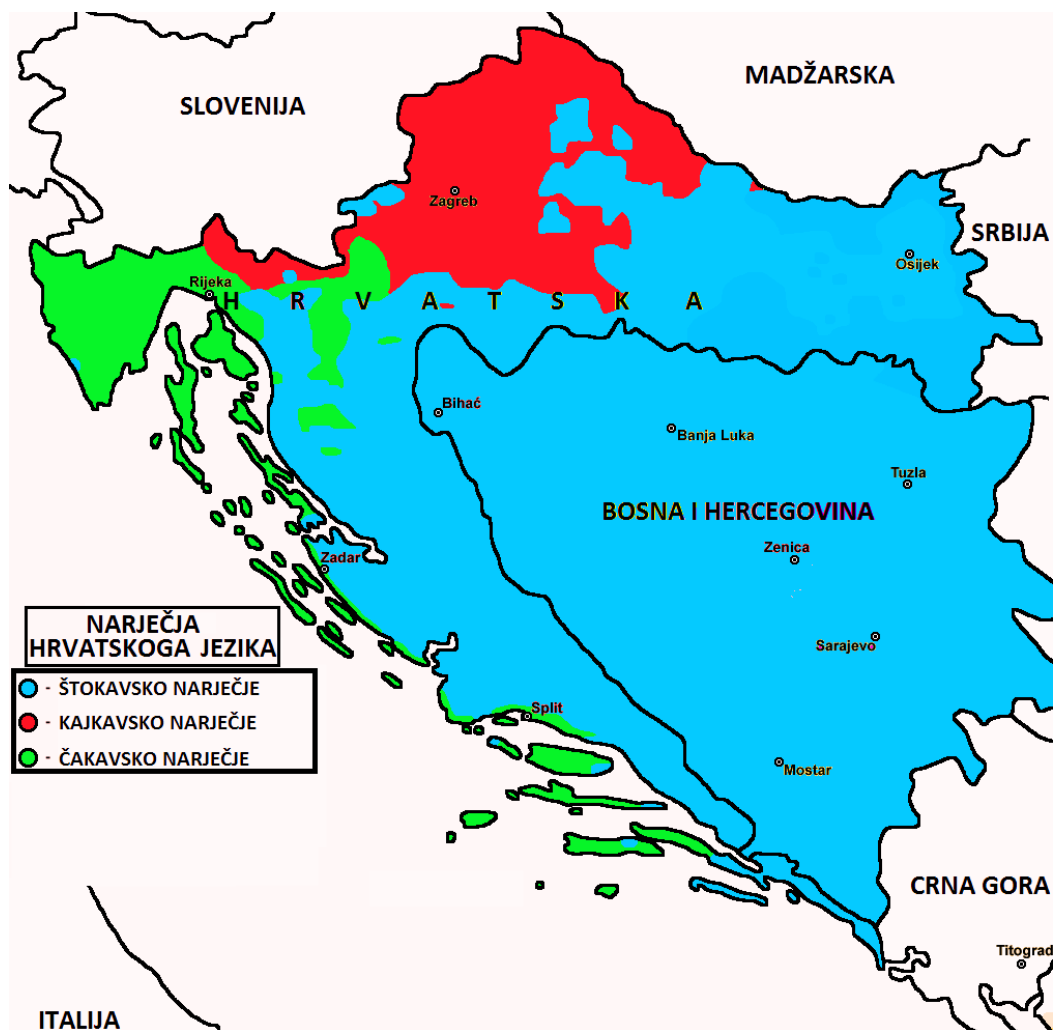 MADŽARSKA
SLOVENIJA
Zagreb
SRBIJA
Osijek
Rijeka
H R V A T S K A
Bihać
Banja Luka
Tuzla
BOSNA I HERCEGOVINA
Zenica
Zadar
NARJEČJA
HRVATSKOGA JEZIKA
Sarajevo
- ŠTOKAVSKO NARJEČJE
- KAJKAVSKO NARJEČJE
- ČAKAVSKO NARJEČJE
Split
Mostar
CRNA GORA
Titograd
ITALIJA